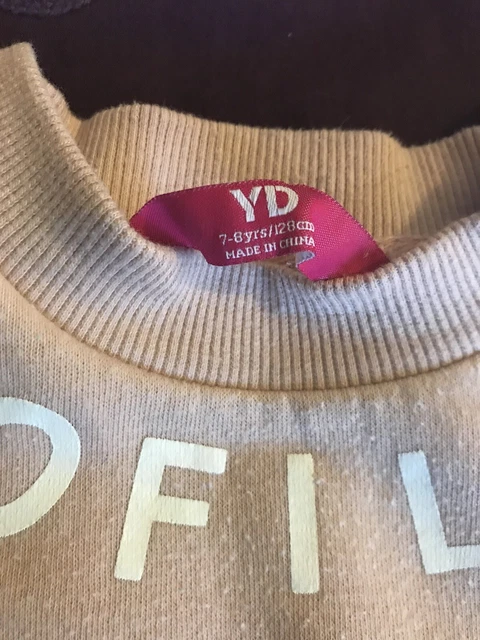 YD
7-8yrs/128cm
MADE IN CHINA
OFIL